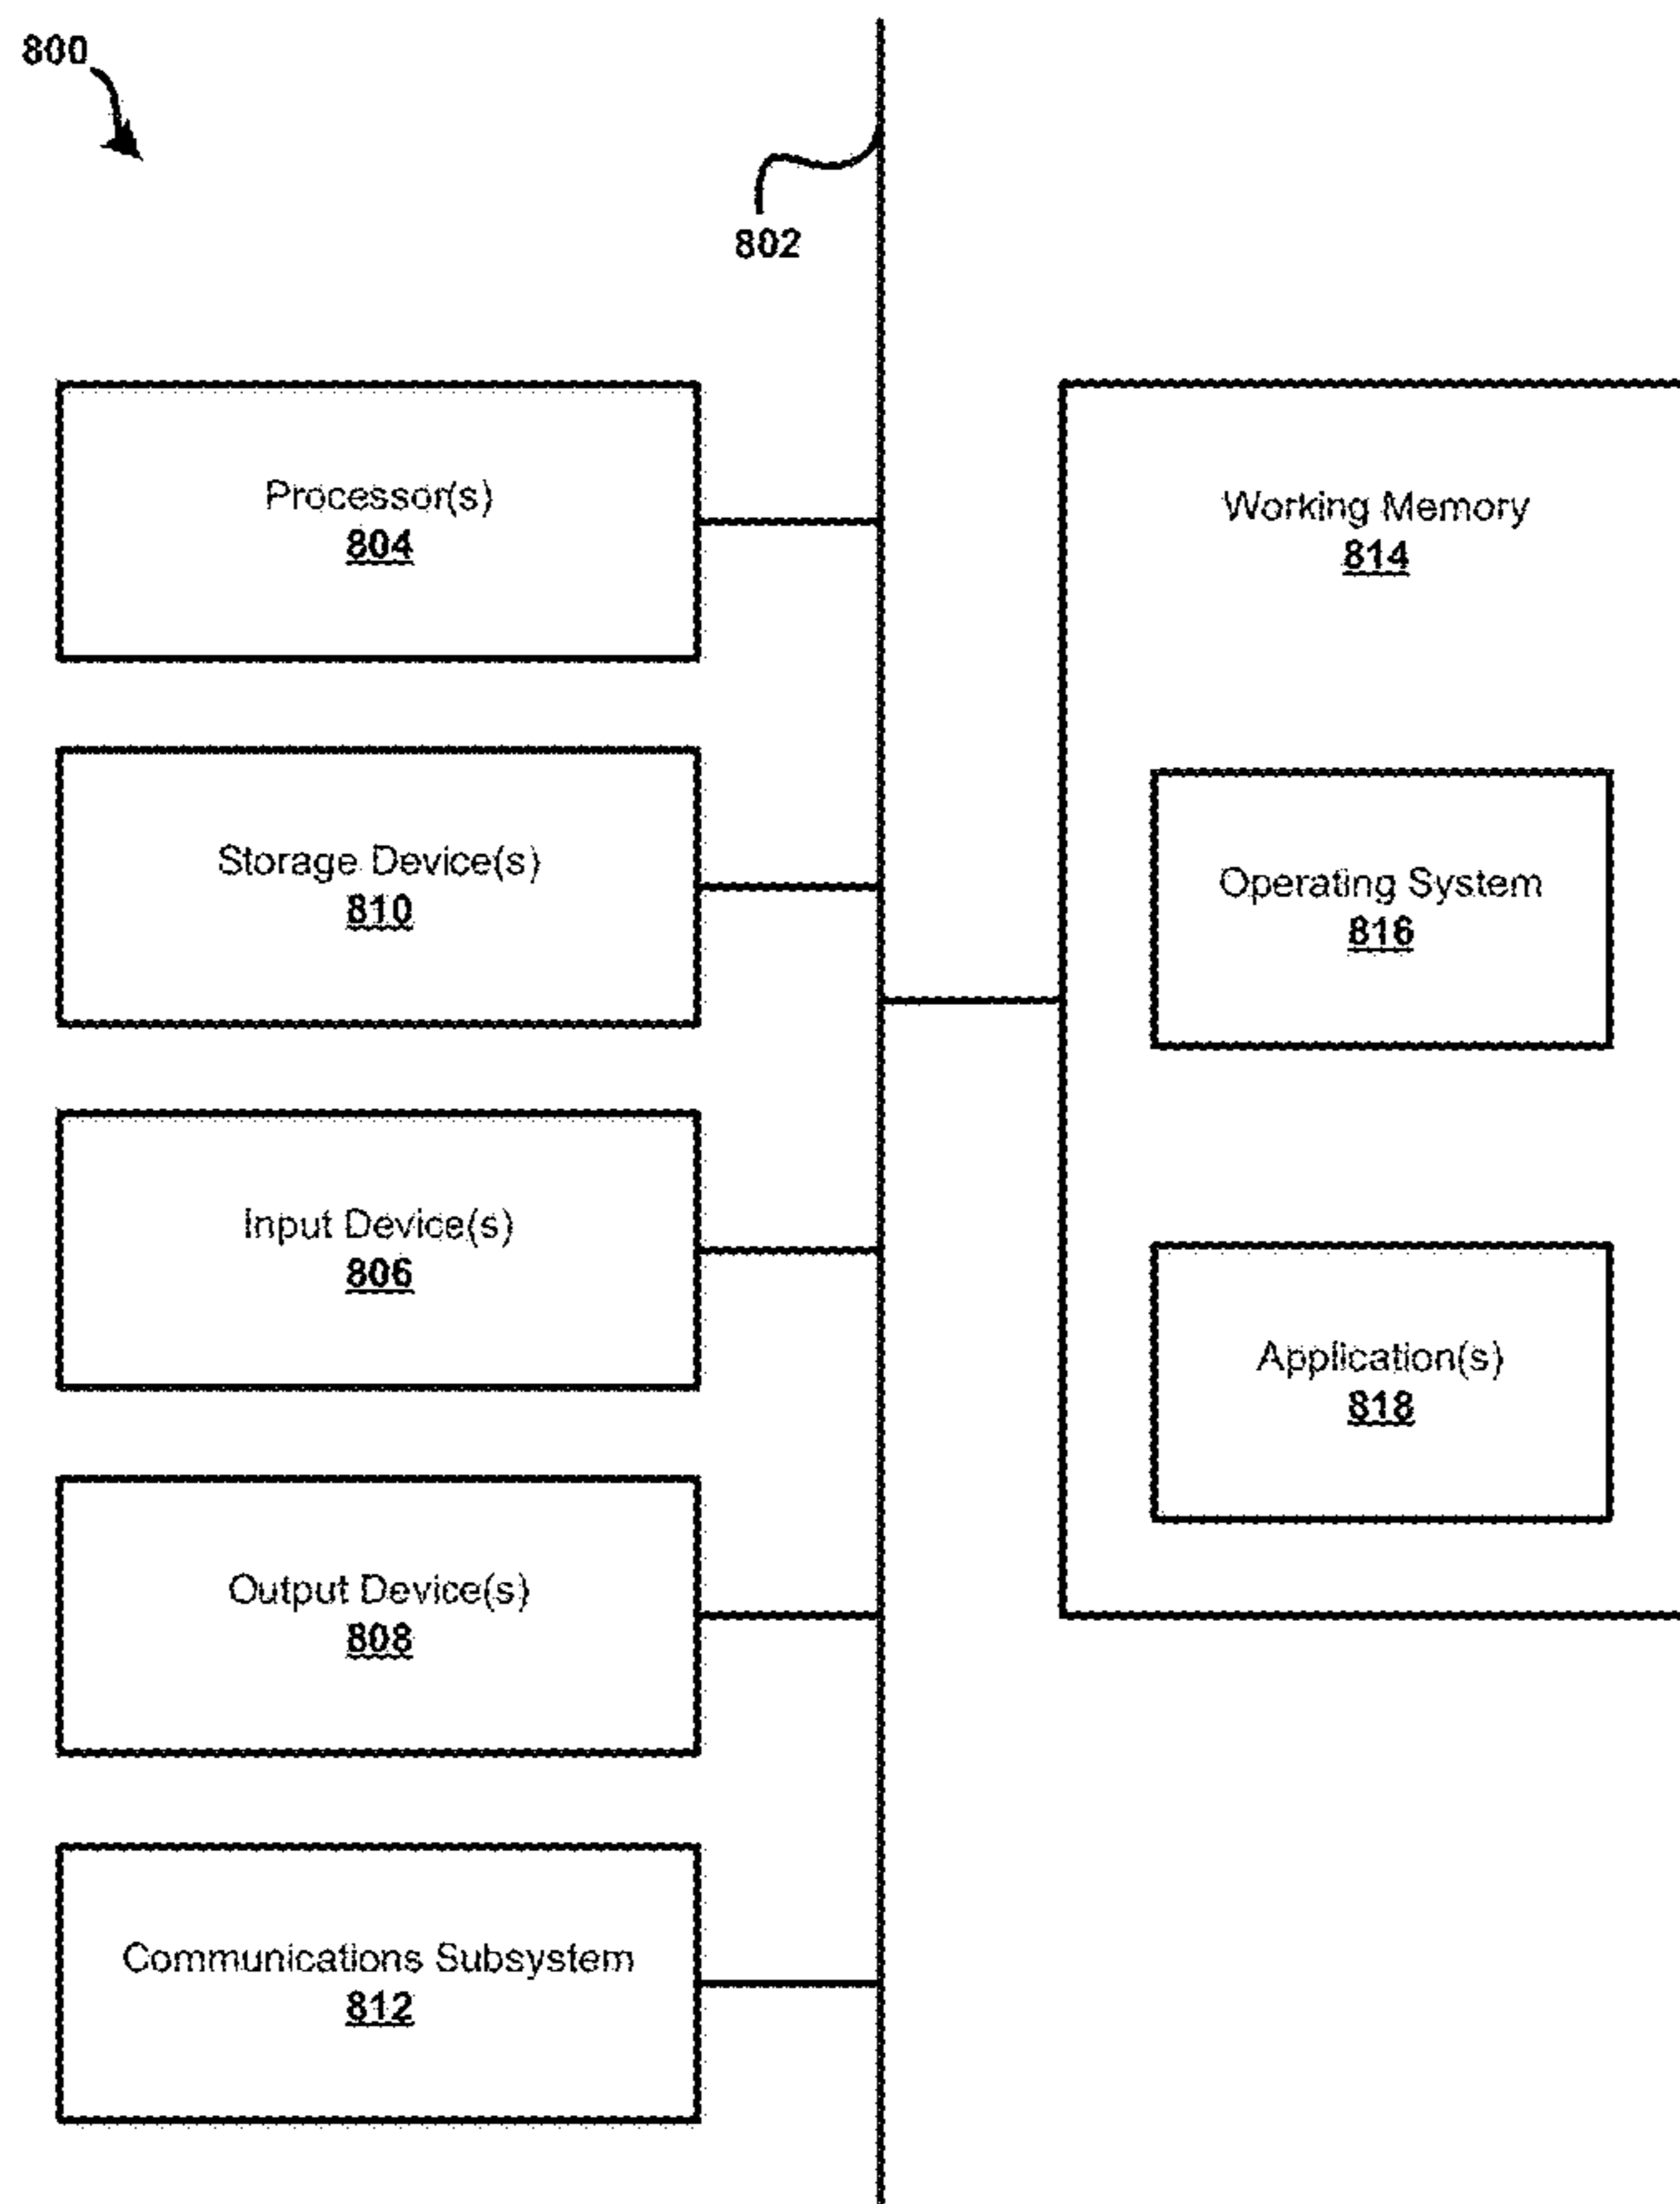 800
802
Processor(s)
804
Storage Device(s)
810
Input Device(s)
806
Output Device(s)
808
Communications Subsystem
812
Working Memory
814
Operating System
816
Application(s)
818